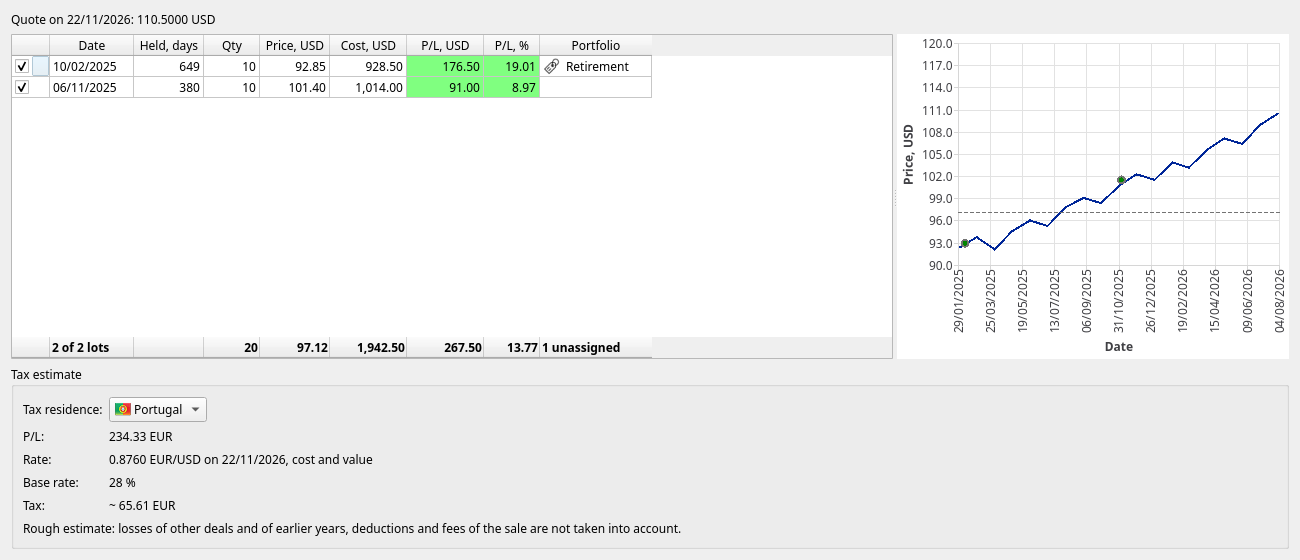 Quote on 22/11/2026: 110.5000 USD
Date Held, days Qty Price, USD Cost, USD P/L, USD P/L, % Portfolio
10/02/2025 649 10 92.85 928.50 176.50 19.01 Retirement
06/11/2025 380 10 101.40 1,014.00 91.00 8.97
2 of 2 lots 20 97.12 1,942.50 267.50 13.77 1 unassigned
120.0
117.0
114.0
111.0
108.0
105.0
102.0
99.0
96.0
93.0
90.0
Price, USD
29/01/2025 25/03/2025 19/05/2025 13/07/2025 06/09/2025 31/10/2025 26/12/2025 19/02/2026 15/04/2026 09/06/2026 04/08/2026
Date
Tax estimate
Tax residence: Portugal
P/L: 234.33 EUR
Rate: 0.8760 EUR/USD on 22/11/2026, cost and value
Base rate: 28 %
Tax: ~ 65.61 EUR
Rough estimate: losses of other deals and of earlier years, deductions and fees of the sale are not taken into account.